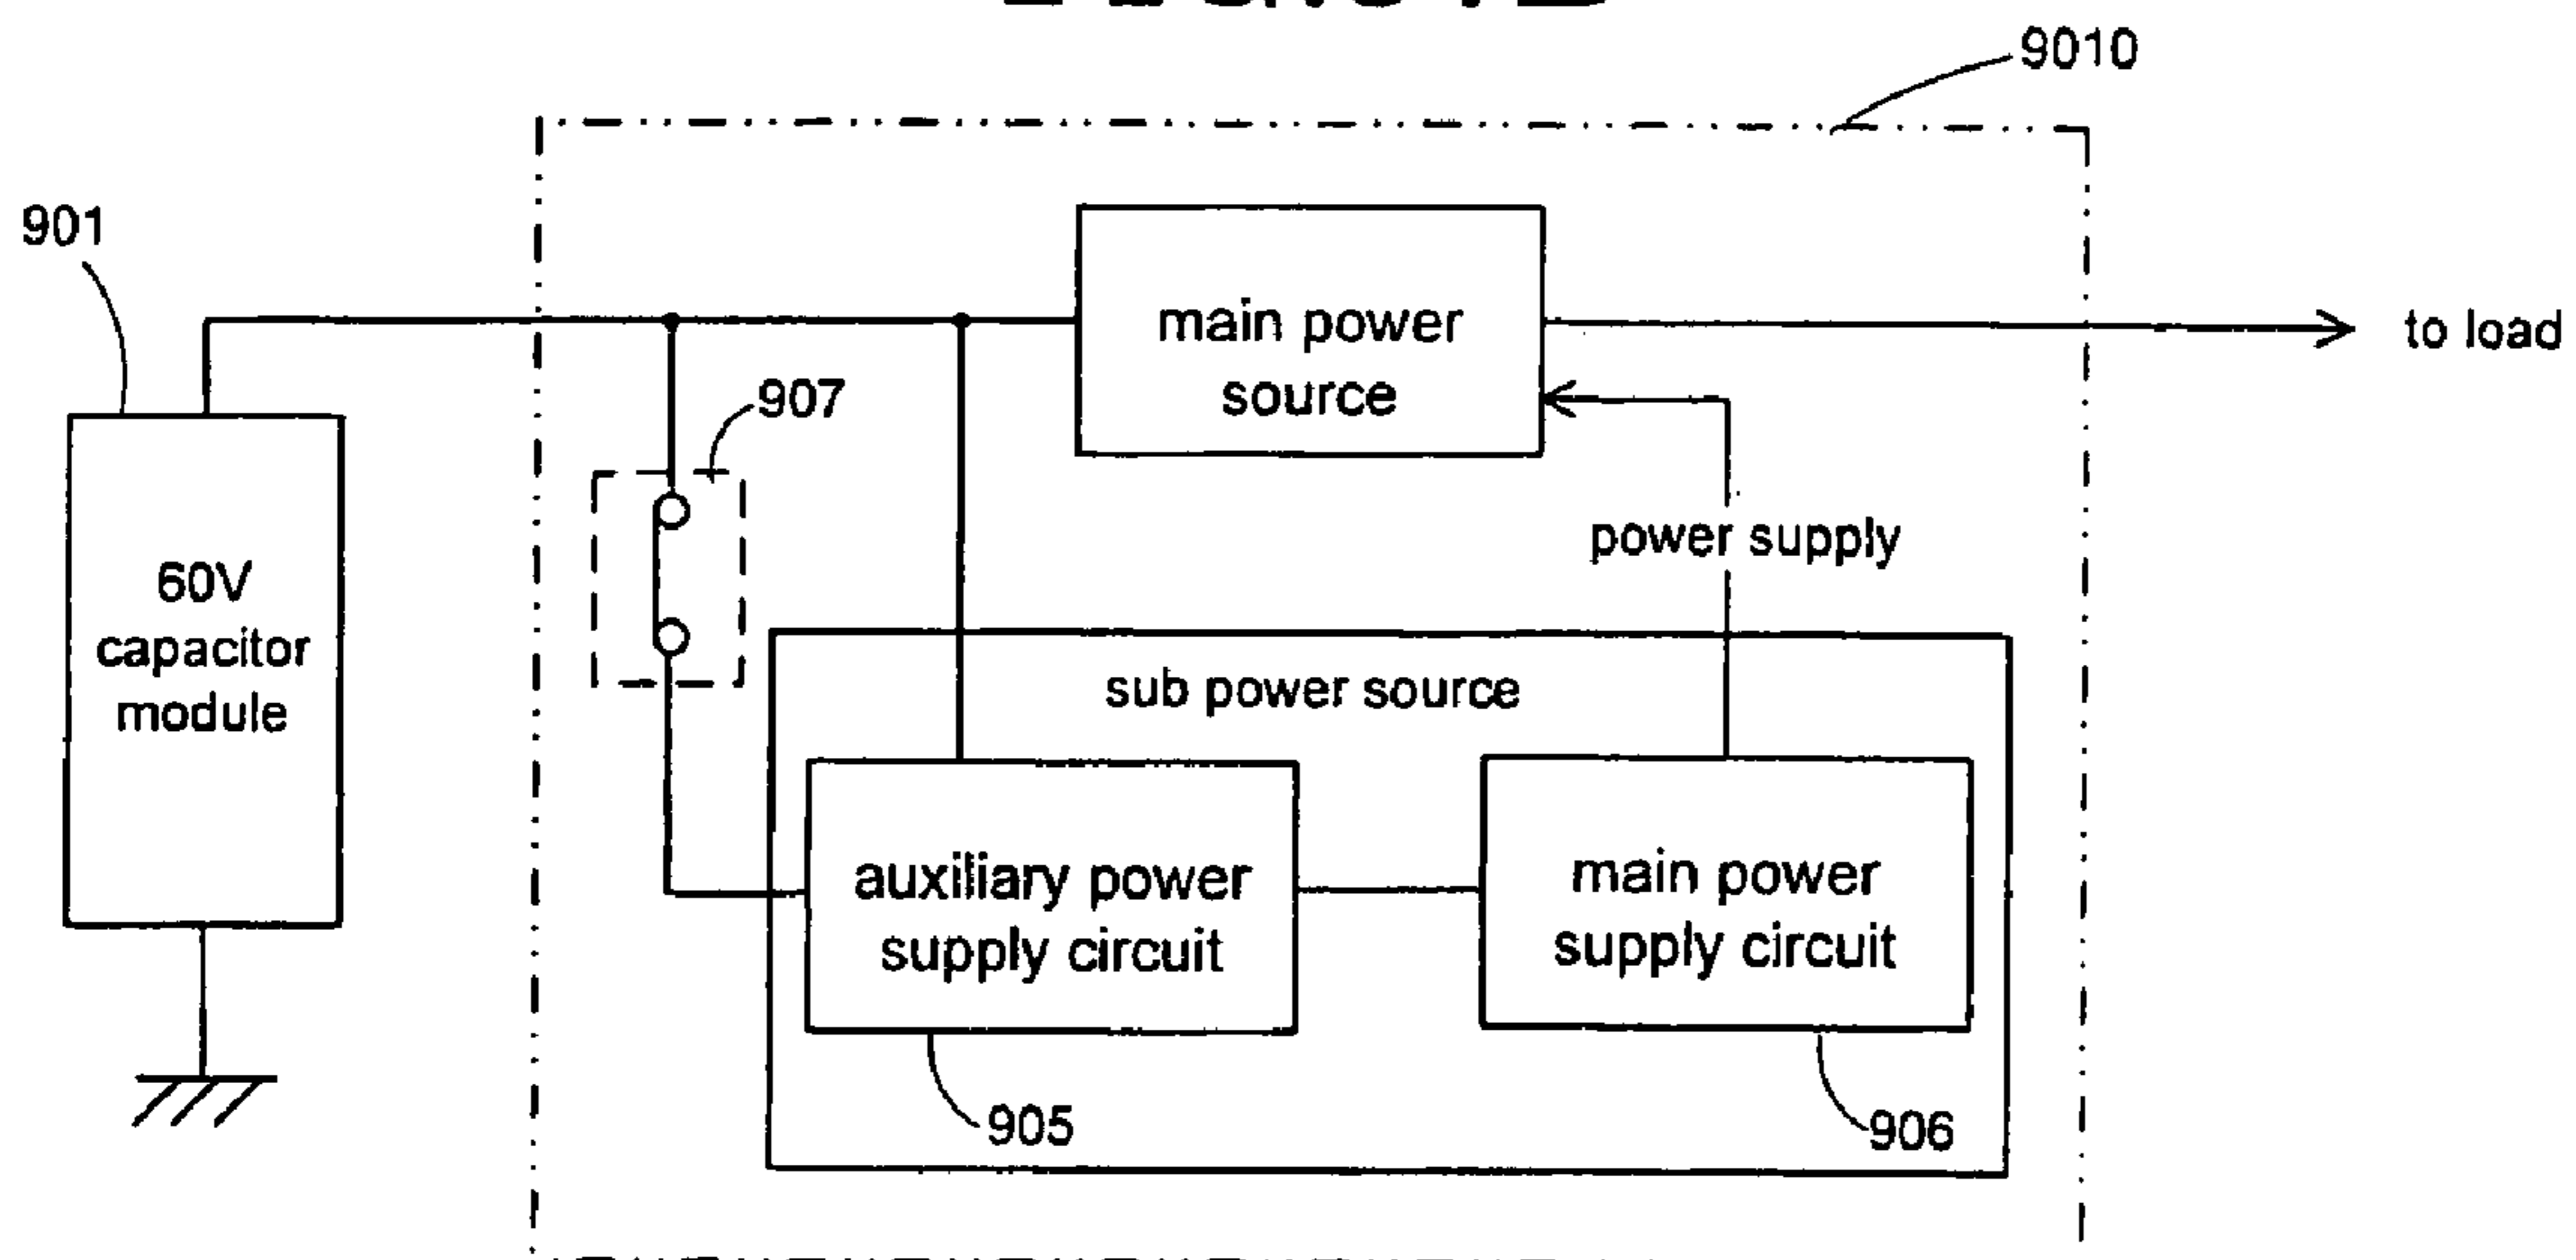 9010
901
main power
source
to load
907
60V
capacitor
module
power supply
sub power source
auxiliary power
supply circuit
main power
supply circuit
905
906